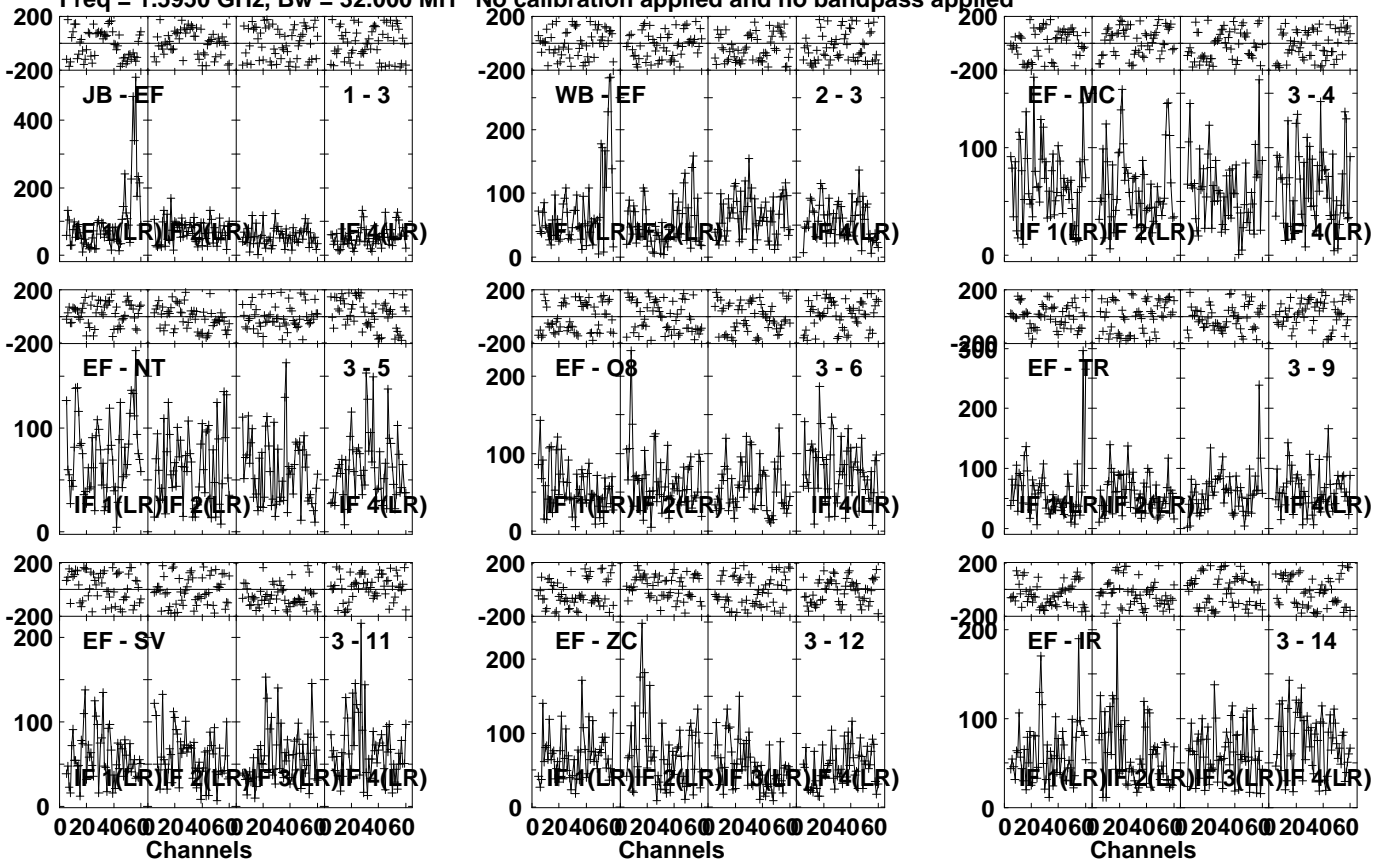 Freq = 1.5950 GHz, Bw = 32.000 MH No calibration applied and no bandpass applied
200
-200
JB - EF
1 - 3
400
200
0
IF 1(LR) IF 2(LR) IF 4(LR)
200
-200
WB - EF
2 - 3
200
100
0
IF 1(LR) IF 2(LR) IF 4(LR)
200
-200
EF - MC
3 - 4
100
0
IF 1(LR) IF 2(LR) IF 4(LR)
200
-200
EF - NT
3 - 5
100
0
IF 1(LR) IF 2(LR) IF 4(LR)
200
-200
EF - O8
3 - 6
200
100
0
IF 1(LR) IF 2(LR) IF 4(LR)
200
-200
300
EF - TR
3 - 9
200
100
0
IF 1(LR) IF 2(LR) IF 4(LR)
200
-200
200
EF - SV
3 - 11
100
0
IF 1(LR) IF 2(LR) IF 3(LR) IF 4(LR)
0 20 40 60 0 20 40 60 0 20 40 60 0 20 40 60
Channels
200
-200
EF - ZC
3 - 12
200
100
0
IF 1(LR) IF 2(LR) IF 3(LR) IF 4(LR)
0 20 40 60 0 20 40 60 0 20 40 60 0 20 40 60
Channels
200
-200
200
EF - IR
3 - 14
100
0
IF 1(LR) IF 2(LR) IF 3(LR) IF 4(LR)
0 20 40 60 0 20 40 60 0 20 40 60 0 20 40 60
Channels